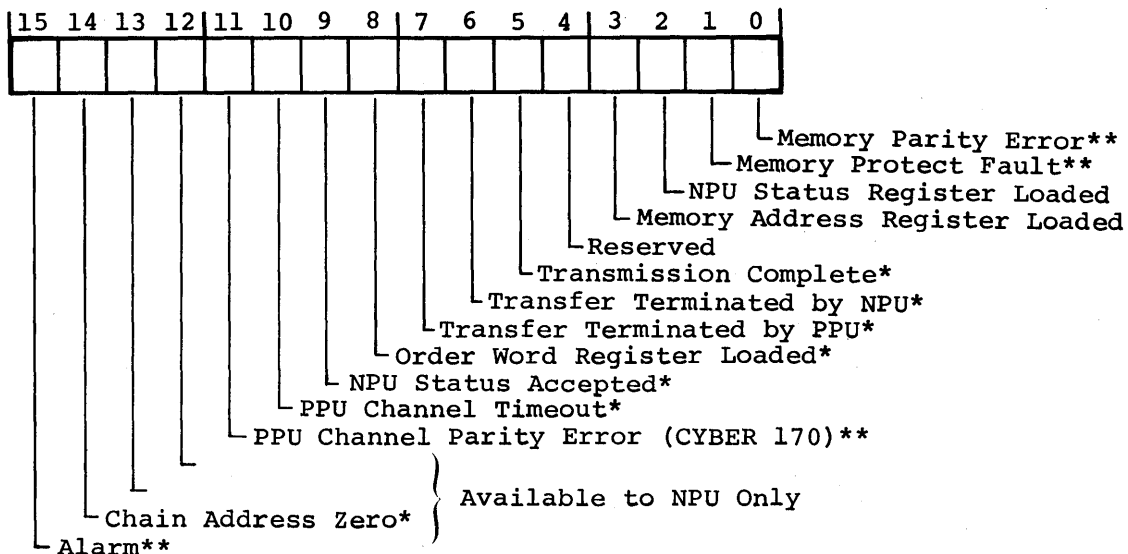 15 14 13 12 11 10 9 8 7 6 5 4 3 2 1 0
Memory Parity Error**
Memory Protect Fault**
NPU Status Register Loaded
Memory Address Register Loaded
Reserved
Transmission Complete*
Transfer Terminated by NPU*
Transfer Terminated by PPU*
Order Word Register Loaded*
NPU Status Accepted*
PPU Channel Timeout*
PPU Channel Parity Error (CYBER 170)**
Available to NPU Only
Chain Address Zero*
Alarm**